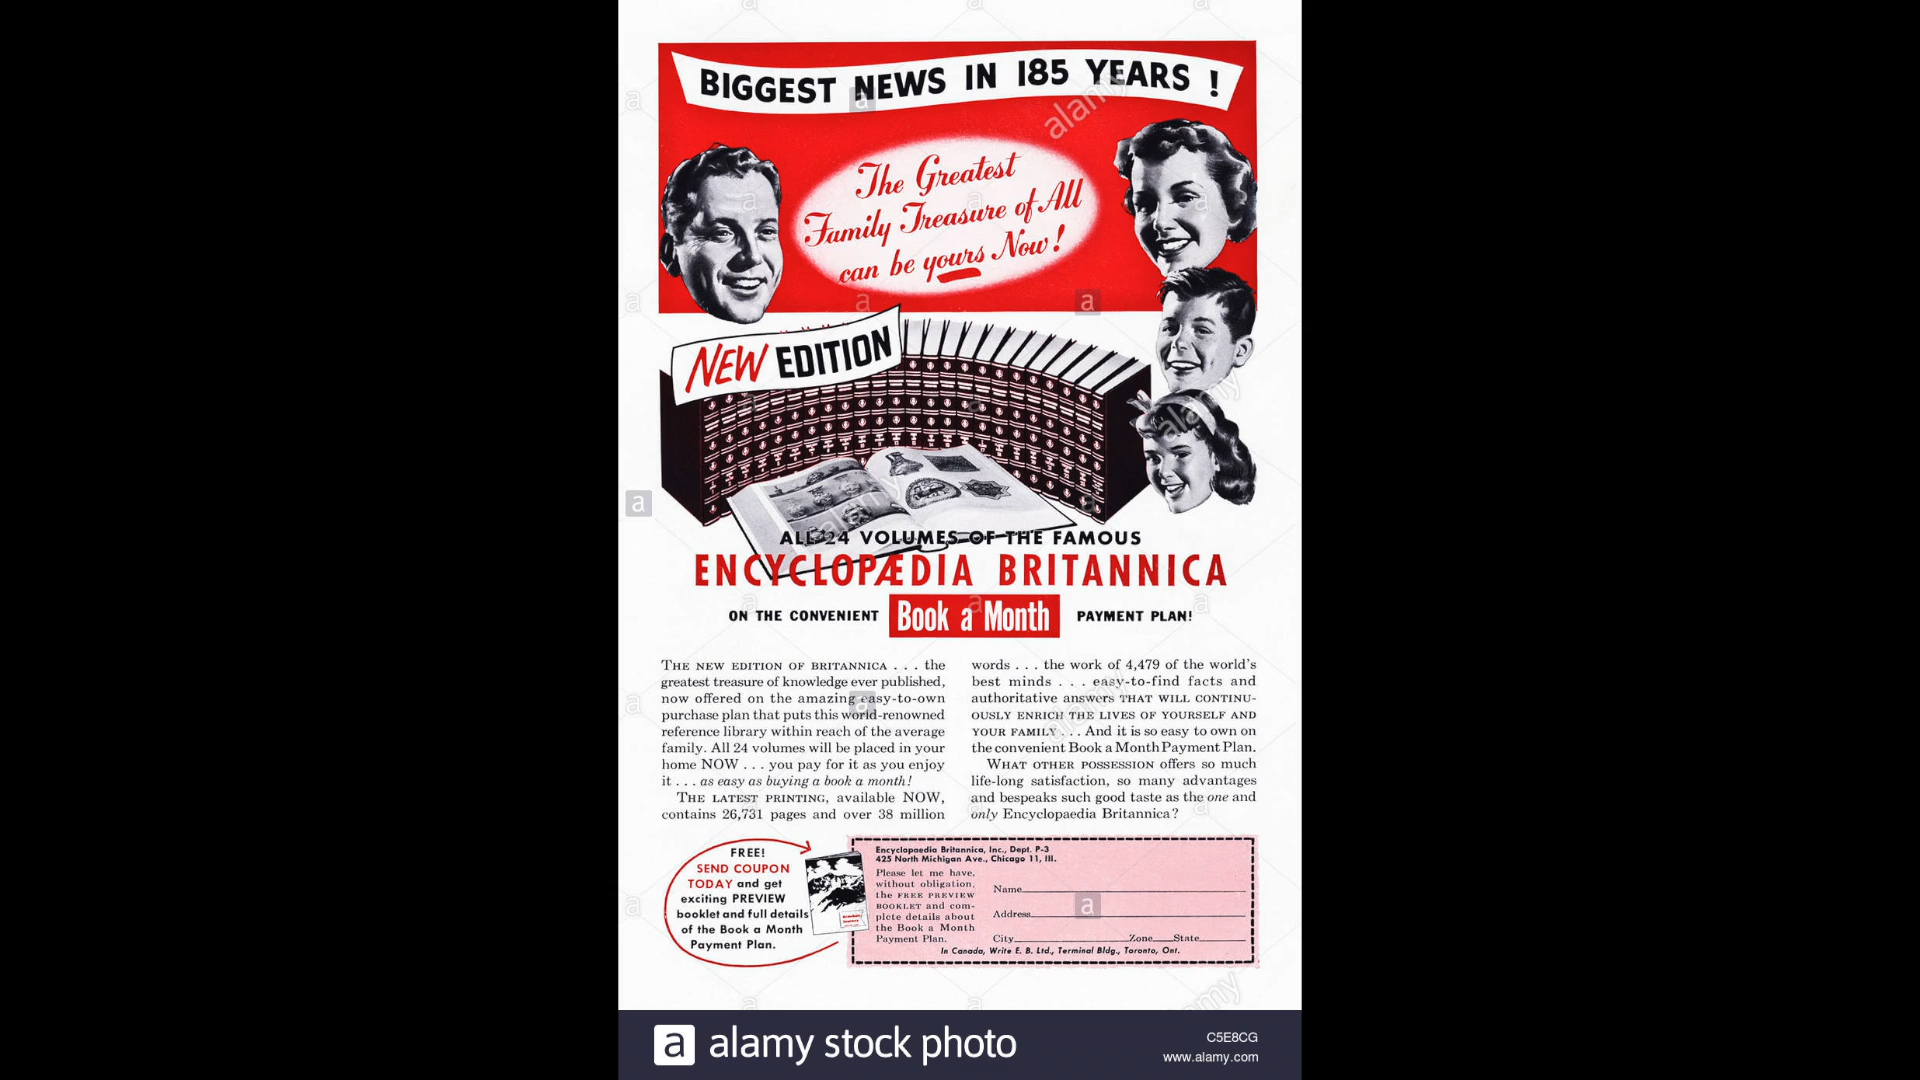 BIGGEST NEWS IN 185 YEARS !
The Greatest
Family Treasure of All
can be yours Now!
NEW EDITION
ALL 24 VOLUMES OF THE FAMOUS
ENCYCLOPÆDIA BRITANNICA
ON THE CONVENIENT Book a Month PAYMENT PLAN!
THE NEW EDITION OF BRITANNICA . . . the
greatest treasure of knowledge ever published,
now offered on the amazing easy-to-own
purchase plan that puts this world-renowned
reference library within reach of the average
family. All 24 volumes will be placed in your
home NOW . . . you pay for it as you enjoy
it . . . as easy as buying a book a month!
THE LATEST PRINTING, available NOW,
contains 26,731 pages and over 38 million
words . . . the work of 4,479 of the world's
best minds . . . easy-to-find facts and
authoritative answers THAT WILL CONTINU-
OUSLY ENRICH THE LIVES OF YOURSELF AND
YOUR FAMILY . . . And it is so easy to own on
the convenient Book a Month Payment Plan.
WHAT OTHER POSSESSION offers so much
life-long satisfaction, so many advantages
and bespeaks such good taste as the one and
only Encyclopaedia Britannica?
FREE!
SEND COUPON
TODAY and get
exciting PREVIEW
booklet and full details
of the Book a Month
Payment Plan.
Encyclopaedia Britannica, Inc., Dept. P-3
425 North Michigan Ave., Chicago 11, Ill.
Please let me have,
without obligation,
the FREE PREVIEW
BOOKLET and com-
plete details about
the Book a Month
Payment Plan.
Name
Address
City Zone State
In Canada, Write E. B. Ltd., Terminal Bldg., Toronto, Ont.
a alamy stock photo
C5E8CG
www.alamy.com
alamy
alamy
alamy
alamy
alamy